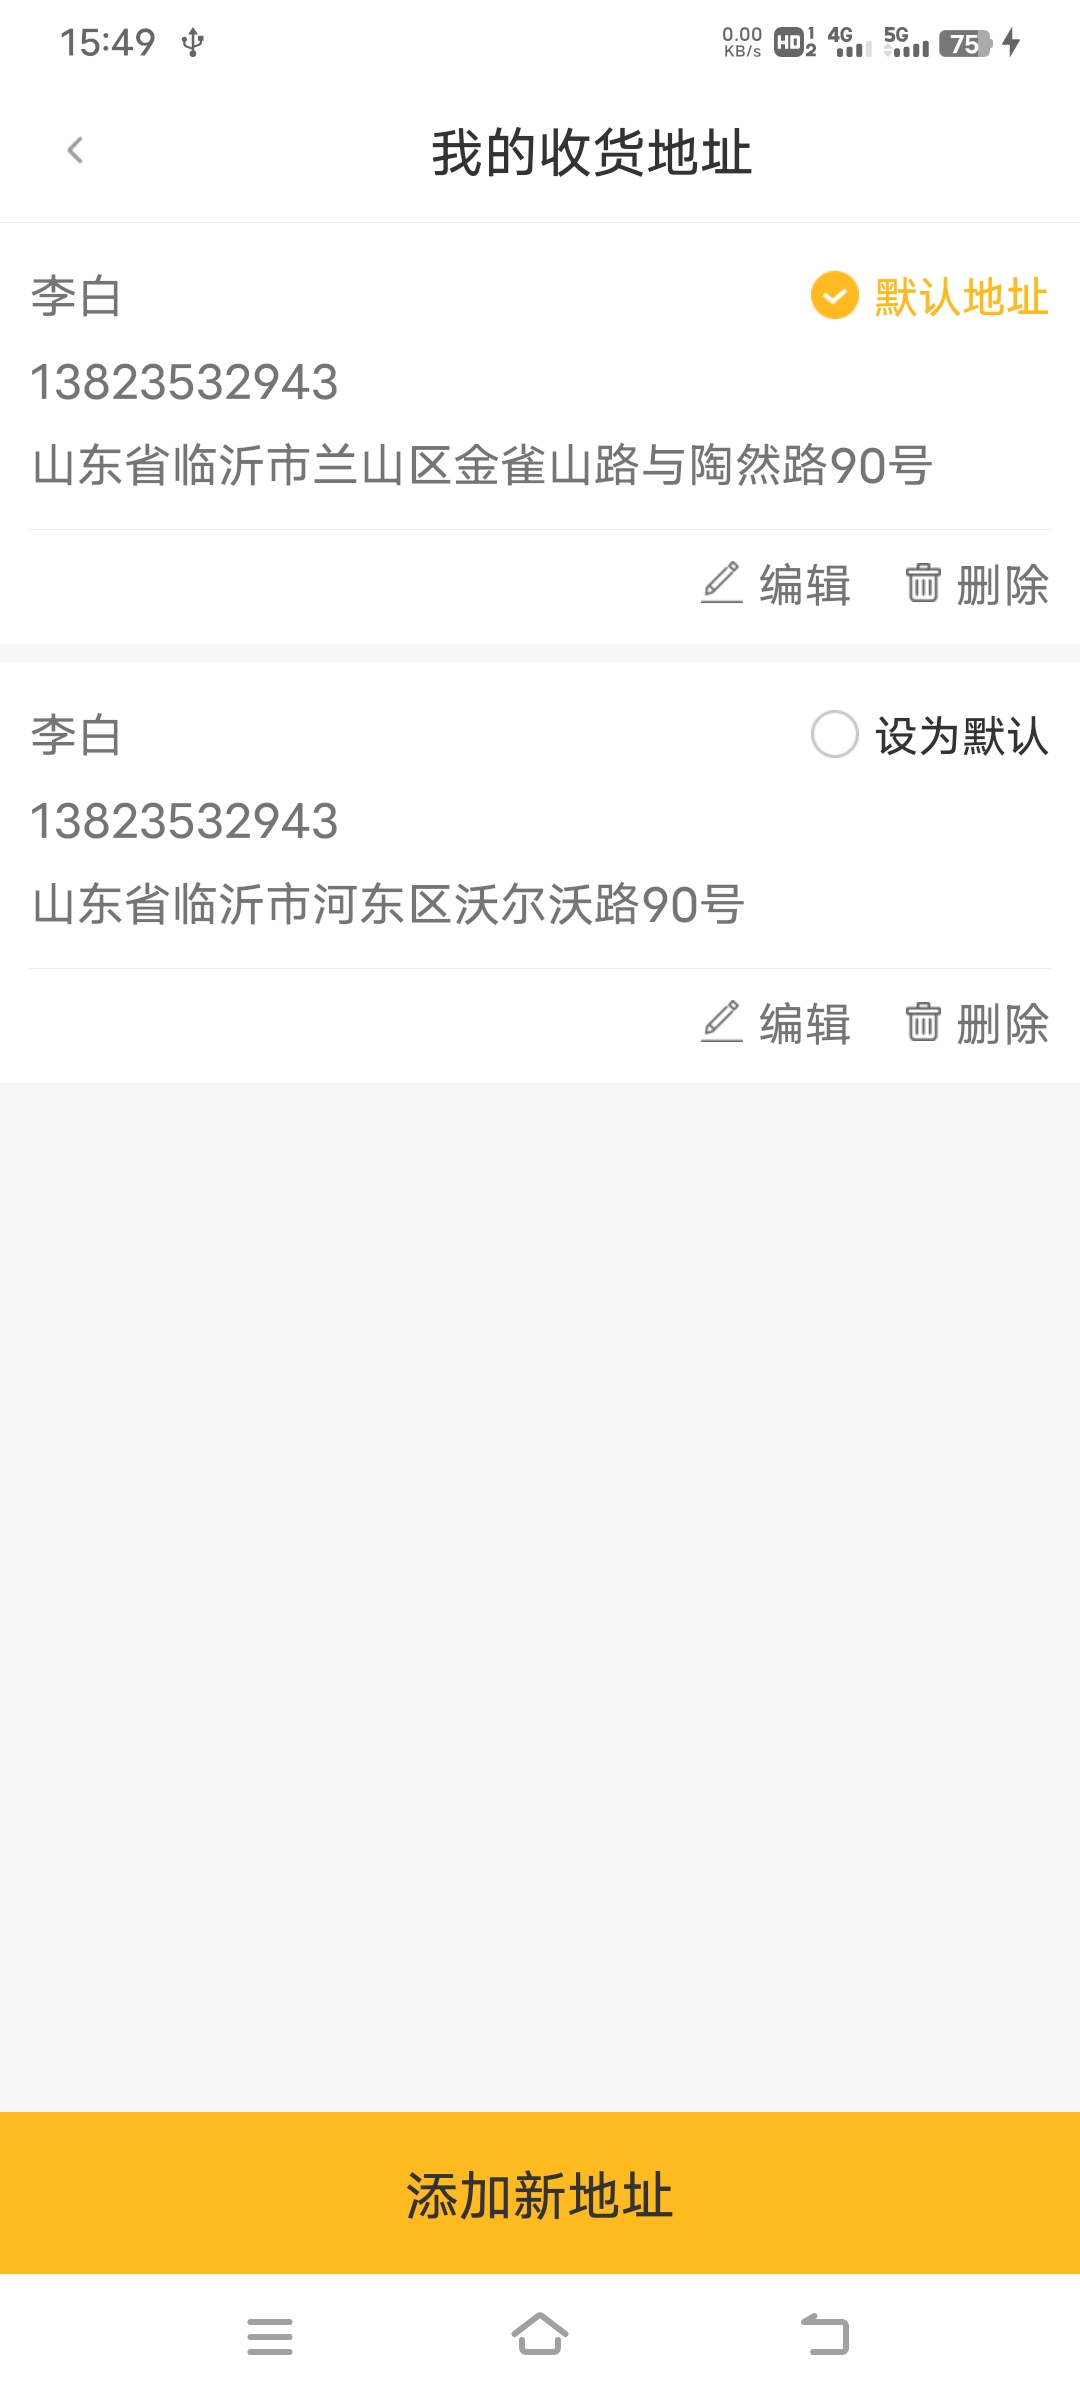 15:49
0.00 KB/s HD 1 2 4G 5G 75
我的收货地址
李白
默认地址
13823532943
山东省临沂市兰山区金雀山路与陶然路90号
编辑 删除
李白
设为默认
13823532943
山东省临沂市河东区沃尔沃路90号
编辑 删除
添加新地址